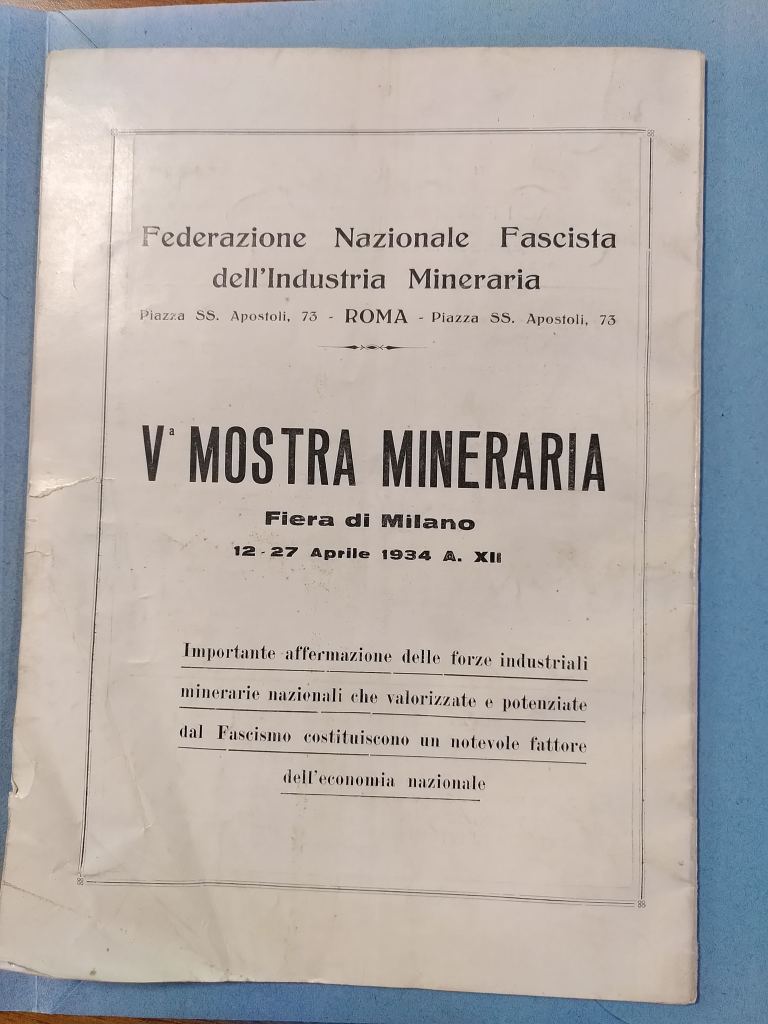 Federazione Nazionale Fascista
dell'Industria Mineraria
Piazza SS. Apostoli, 73 - ROMA - Piazza SS. Apostoli, 73
Vª MOSTRA MINERARIA
Fiera di Milano
12 - 27 Aprile 1934 A. XII
Importante affermazione delle forze industriali
minerarie nazionali che valorizzate e potenziate
dal Fascismo costituiscono un notevole fattore
dell'economia nazionale